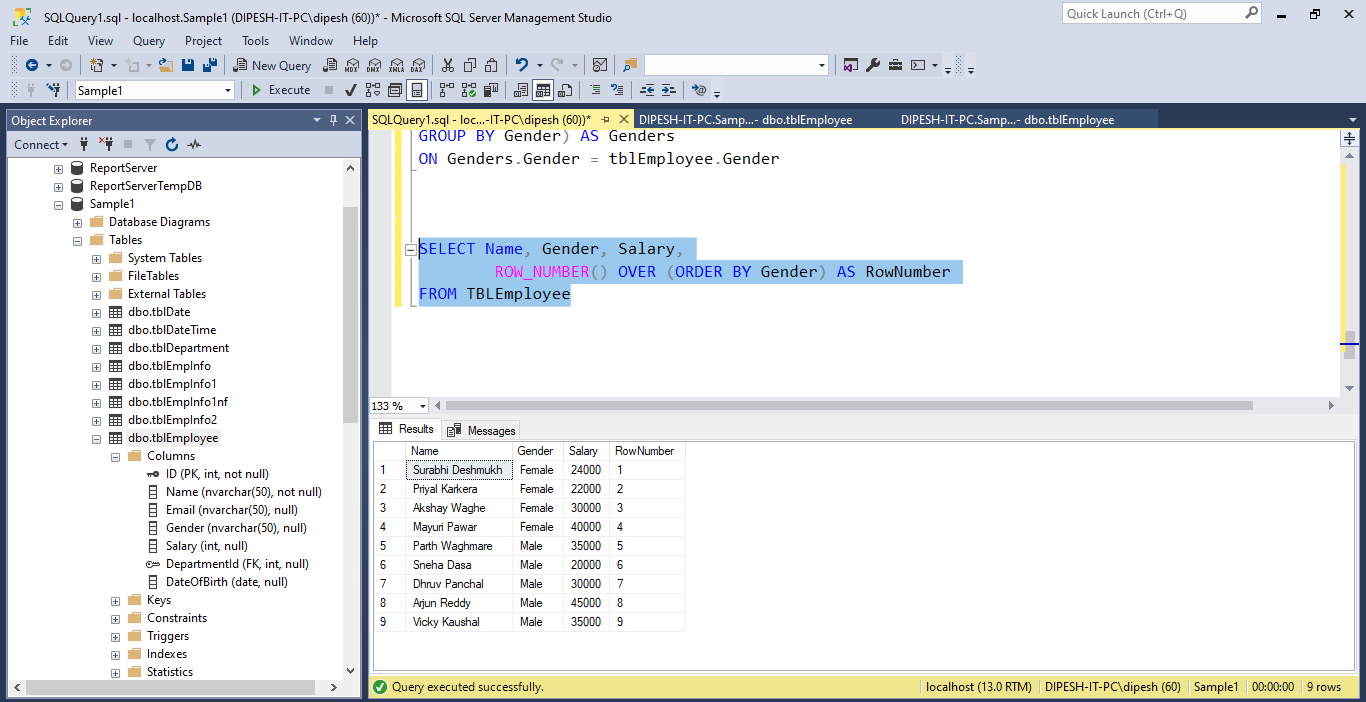 SQLQuery1.sql - localhost.Sample1 (DIPESH-IT-PC\dipesh (60))* - Microsoft SQL Server Management Studio
Quick Launch (Ctrl+Q)
File Edit View Query Project Tools Window Help
New Query MDX DMX XMLA DAX
Sample1 Execute
Object Explorer
Connect
ReportServer
ReportServerTempDB
Sample1
Database Diagrams
Tables
System Tables
FileTables
External Tables
dbo.tblDate
dbo.tblDateTime
dbo.tblDepartment
dbo.tblEmpInfo
dbo.tblEmpInfo1
dbo.tblEmpInfo1nf
dbo.tblEmpInfo2
dbo.tblEmployee
Columns
ID (PK, int, not null)
Name (nvarchar(50), not null)
Email (nvarchar(50), null)
Gender (nvarchar(50), null)
Salary (int, null)
DepartmentId (FK, int, null)
DateOfBirth (date, null)
Keys
Constraints
Triggers
Indexes
Statistics
SQLQuery1.sql - loc...-IT-PC\dipesh (60))* DIPESH-IT-PC.Samp...- dbo.tblEmployee DIPESH-IT-PC.Samp...- dbo.tblEmployee
GROUP BY Gender) AS Genders
ON Genders.Gender = tblEmployee.Gender
SELECT Name, Gender, Salary,
ROW_NUMBER() OVER (ORDER BY Gender) AS RowNumber
FROM TBLEmployee
133 %
Results Messages
Name Gender Salary RowNumber
1 Surabhi Deshmukh Female 24000 1
2 Priyal Karkera Female 22000 2
3 Akshay Waghe Female 30000 3
4 Mayuri Pawar Female 40000 4
5 Parth Waghmare Male 35000 5
6 Sneha Dasa Male 20000 6
7 Dhruv Panchal Male 30000 7
8 Arjun Reddy Male 45000 8
9 Vicky Kaushal Male 35000 9
Query executed successfully. localhost (13.0 RTM) DIPESH-IT-PC\dipesh (60) Sample1 00:00:00 9 rows